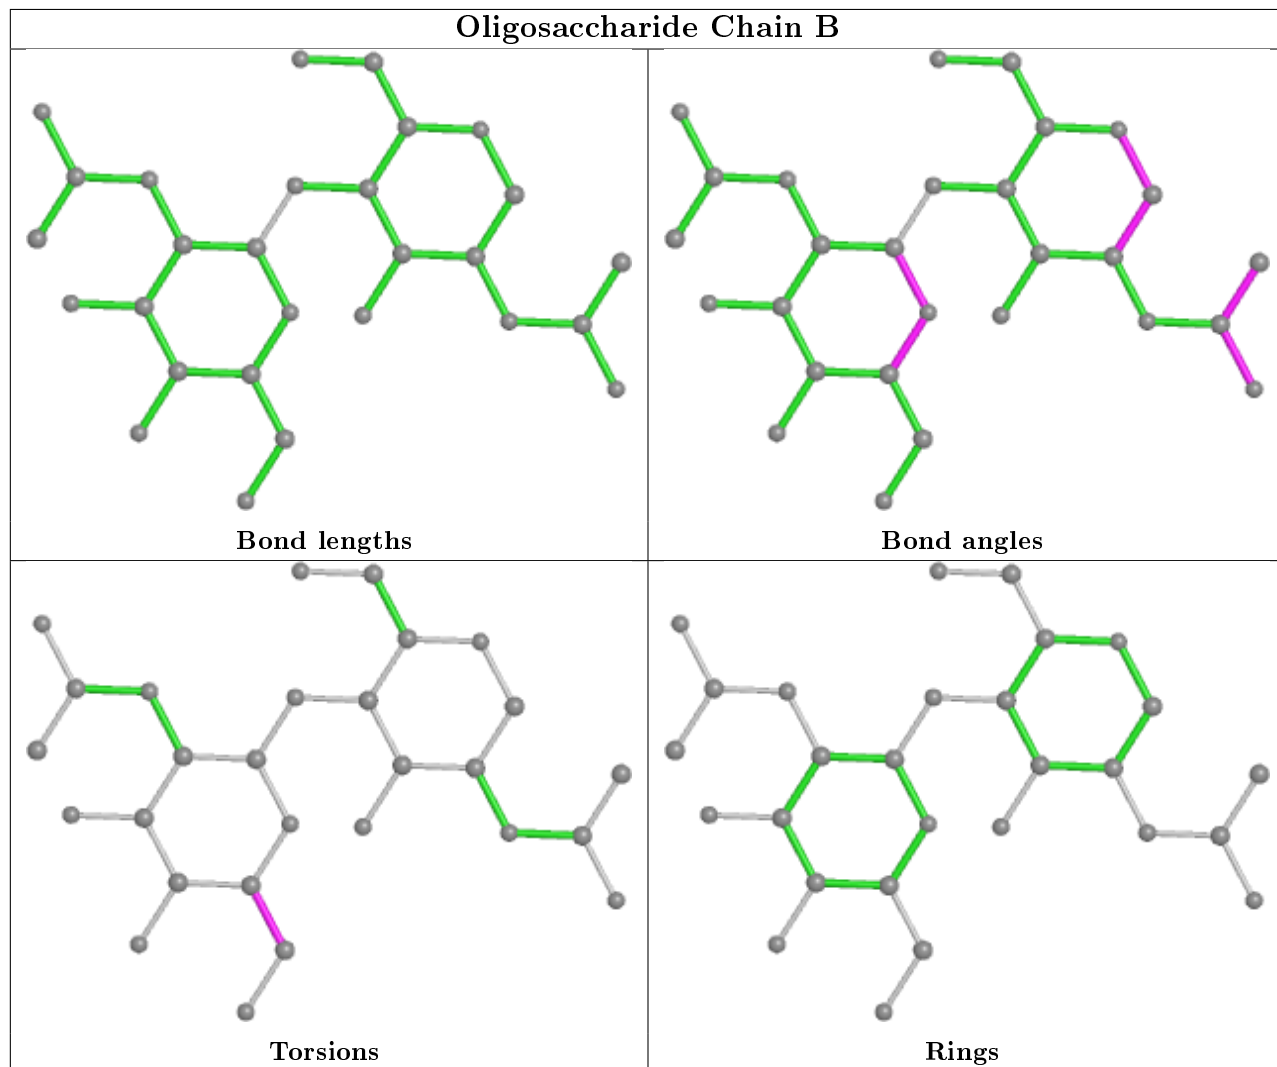 Oligosaccharide Chain B
Bond lengths
Bond angles
Torsions
Rings